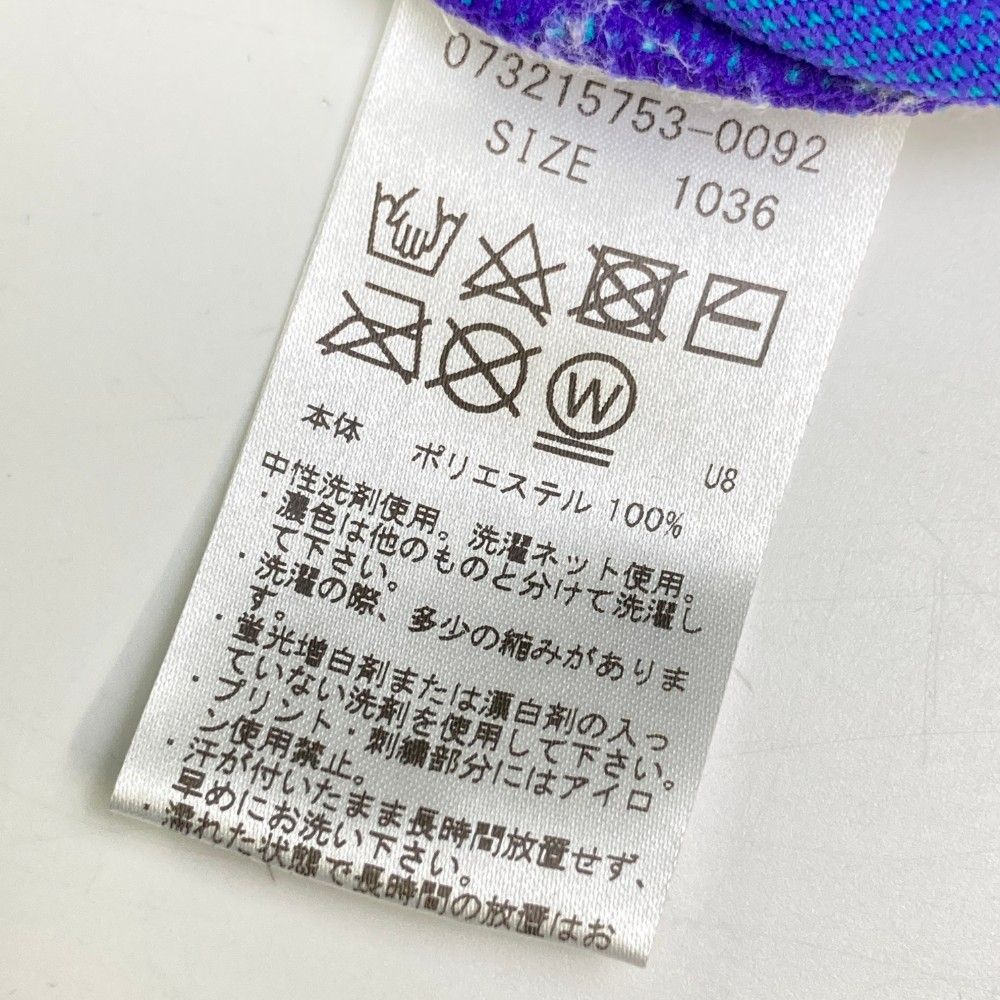 073215753-0092
SIZE 1036
W
本体 ポリエステル 100% U8
中性洗剤使用。洗濯ネット使用。
・濃色は他のものと分けて洗濯し
て下さい。
・洗濯の際、多少の縮みがありま
す。
・蛍光増白剤または漂白剤の入っ
ていない洗剤を使用して下さい。
・プリント・刺繍部分にはアイロ
ン使用禁止。
・汗が付いたまま長時間放置せず、
早めにお洗い下さい。
・濡れた状態で長時間の放置はお